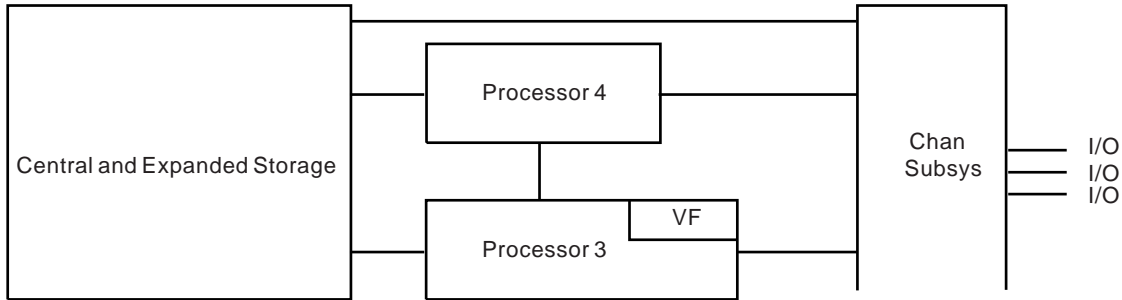 Processor 4
Central and Expanded Storage
Chan
Subsys
I/O
I/O
I/O
VF
Processor 3